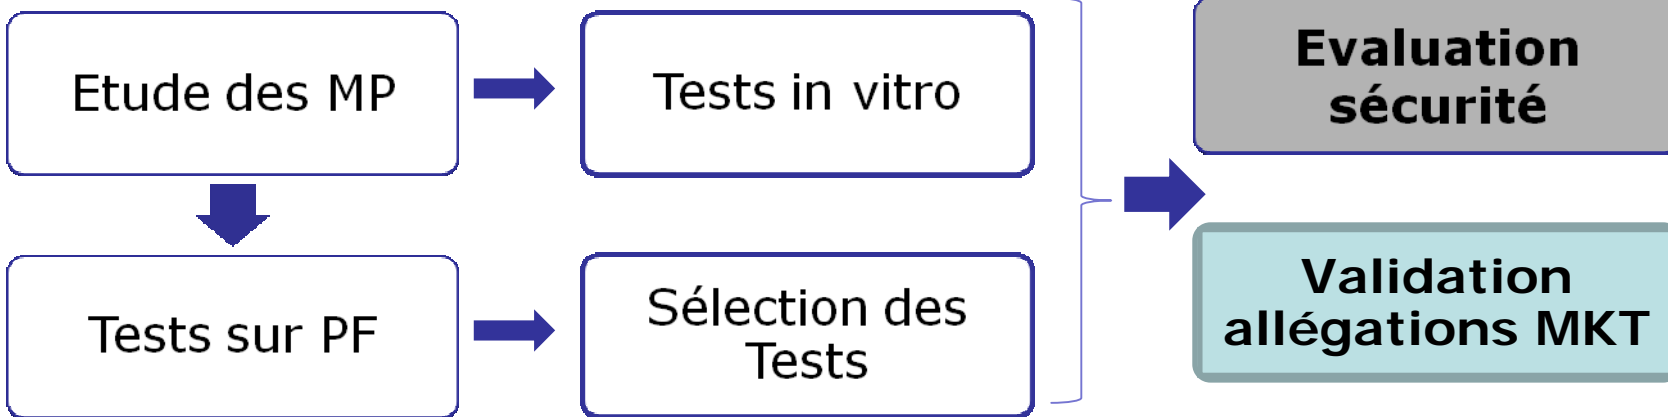 Etude des MP
Tests in vitro
Evaluation
sécurité
Tests sur PF
Sélection des
Tests
Validation
allégations MKT